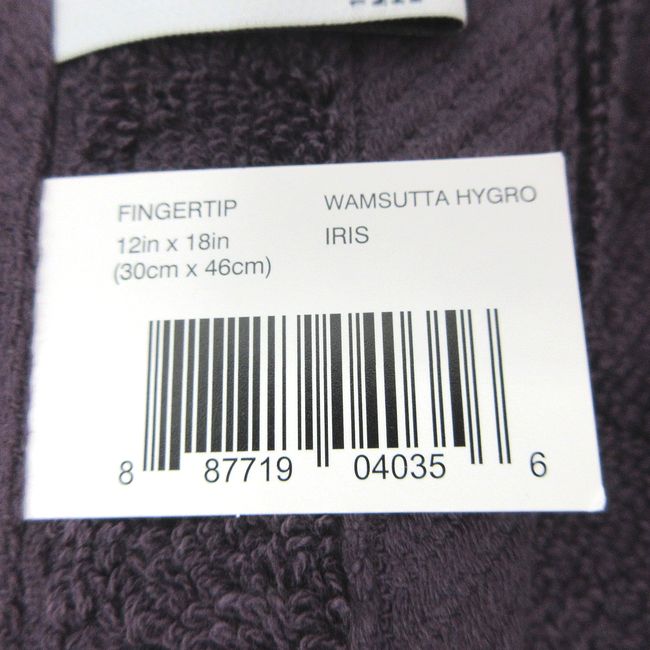 FINGERTIP
12in x 18in
(30cm x 46cm)
WAMSUTTA HYGRO
IRIS
8 87719 04035 6